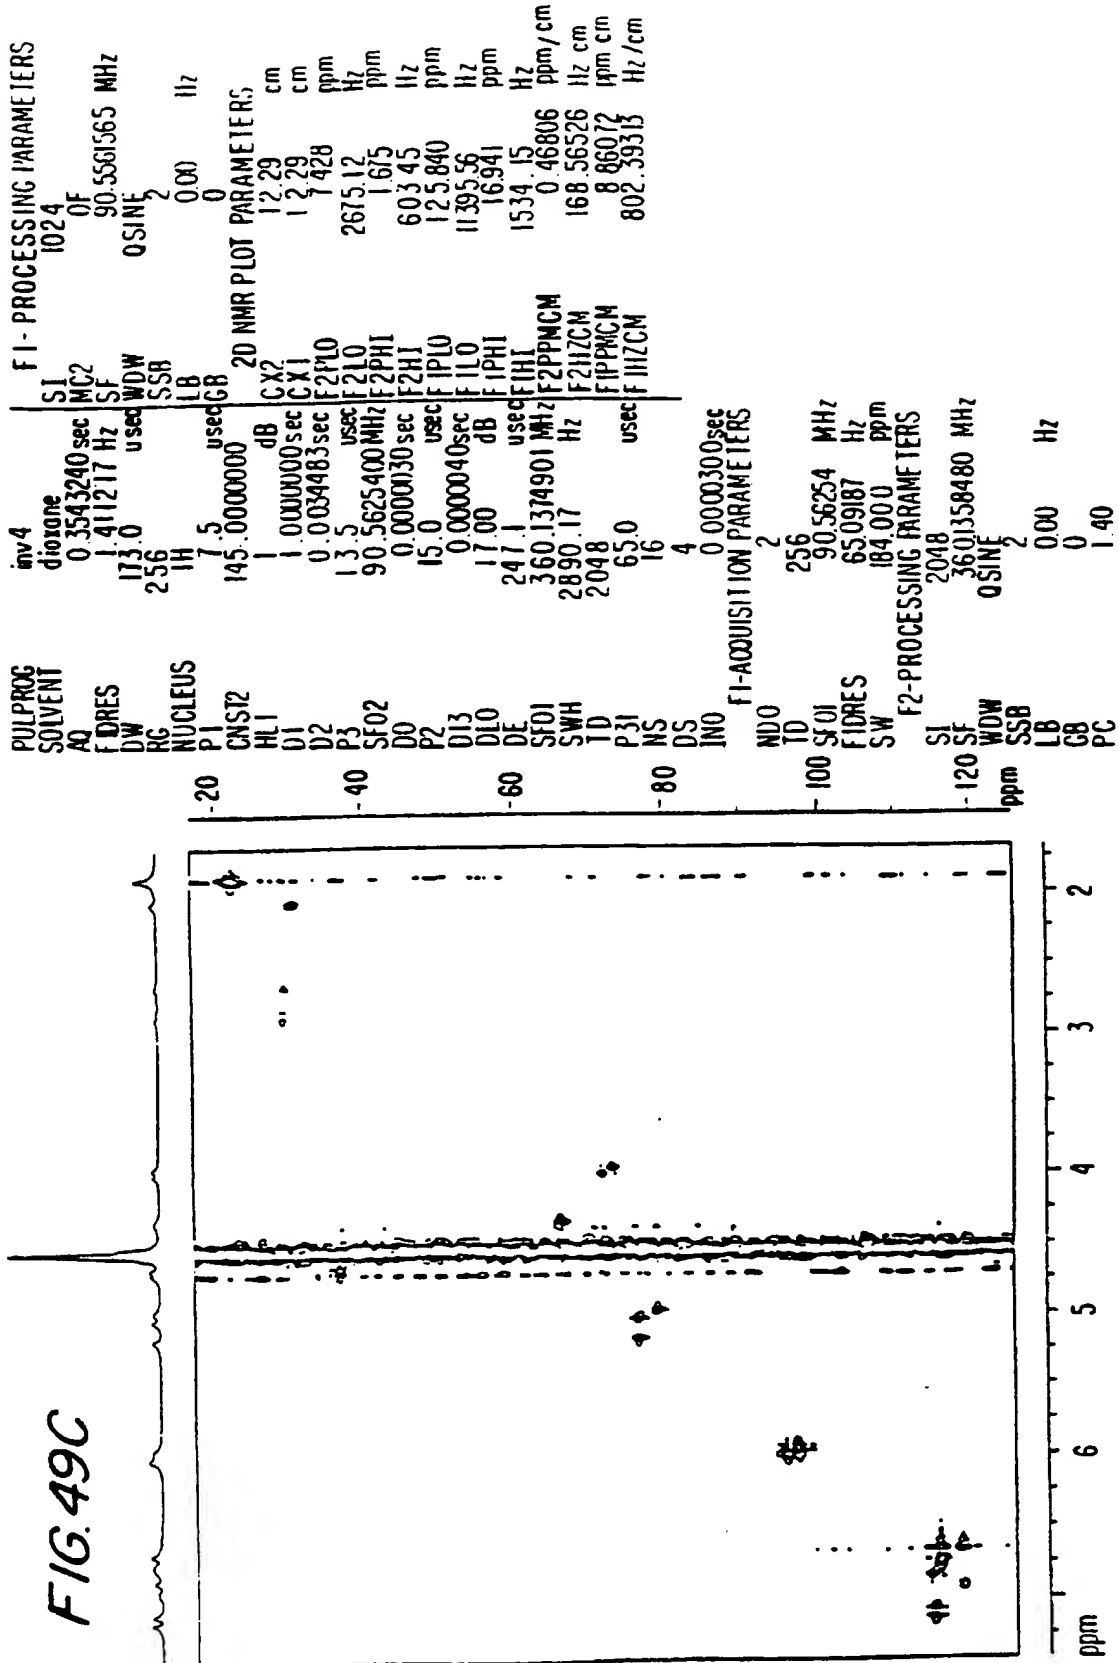 FIG. 49C
2
3
4
5
6
ppm
-20
-40
-60
-80
-100
-120
ppm
PULPROG inv4
SOLVENT dioxane
AQ 0.3543240 sec
FIDRES 1.411217 Hz
DW 173.0 usec
RG 256
NUCLEUS 1H
P1 7.5 usec
CNST2 145.0000000
HL1 1 dB
D1 1.0000000 sec
D2 0.0034483 sec
P3 13.5 usec
SFO2 90.5625400 MHz
DO 0.0000030 sec
P2 15.0 usec
D13 0.0000040 sec
DLO 17.00 dB
DE 247.1 usec
SFO1 360.1374901 MHz
SWH 2890.17 Hz
TD 2048
P31 65.0 usec
NS 16
DS 4
INO 0.0000300 sec
F1-ACQUISITION PARAMETERS
NDO 2
TD 256
SFO1 90.56254 MHz
FIDRES 65.09187 Hz
SW 184.000 ppm
F2-PROCESSING PARAMETERS
SI 2048
SF 360.1358480 MHz
WDW QSINE
SSB 2
LB 0.00 Hz
GB 0
PC 1.40
F1-PROCESSING PARAMETERS
SI 1024
MC2 QF
SF 90.5561565 MHz
WDW QSINE
SSB 2
LB 0.00 Hz
GB 0
2D NMR PLOT PARAMETERS
CX2 12.29 cm
CX1 12.29 cm
F2PLO 7.428 ppm
F2LO 2675.12 Hz
F2PHI 1.675 ppm
F2HI 603.45 Hz
F1PLO 125.840 ppm
F1LO 11395.56 Hz
F1PHI 16.941 ppm
F1HI 1534.15 Hz
F2PPMCM 0.46806 ppm/cm
F2HZCM 168.56526 Hz cm
F1PPMCM 8.86072 ppm cm
F1HZCM 802.39313 Hz/cm